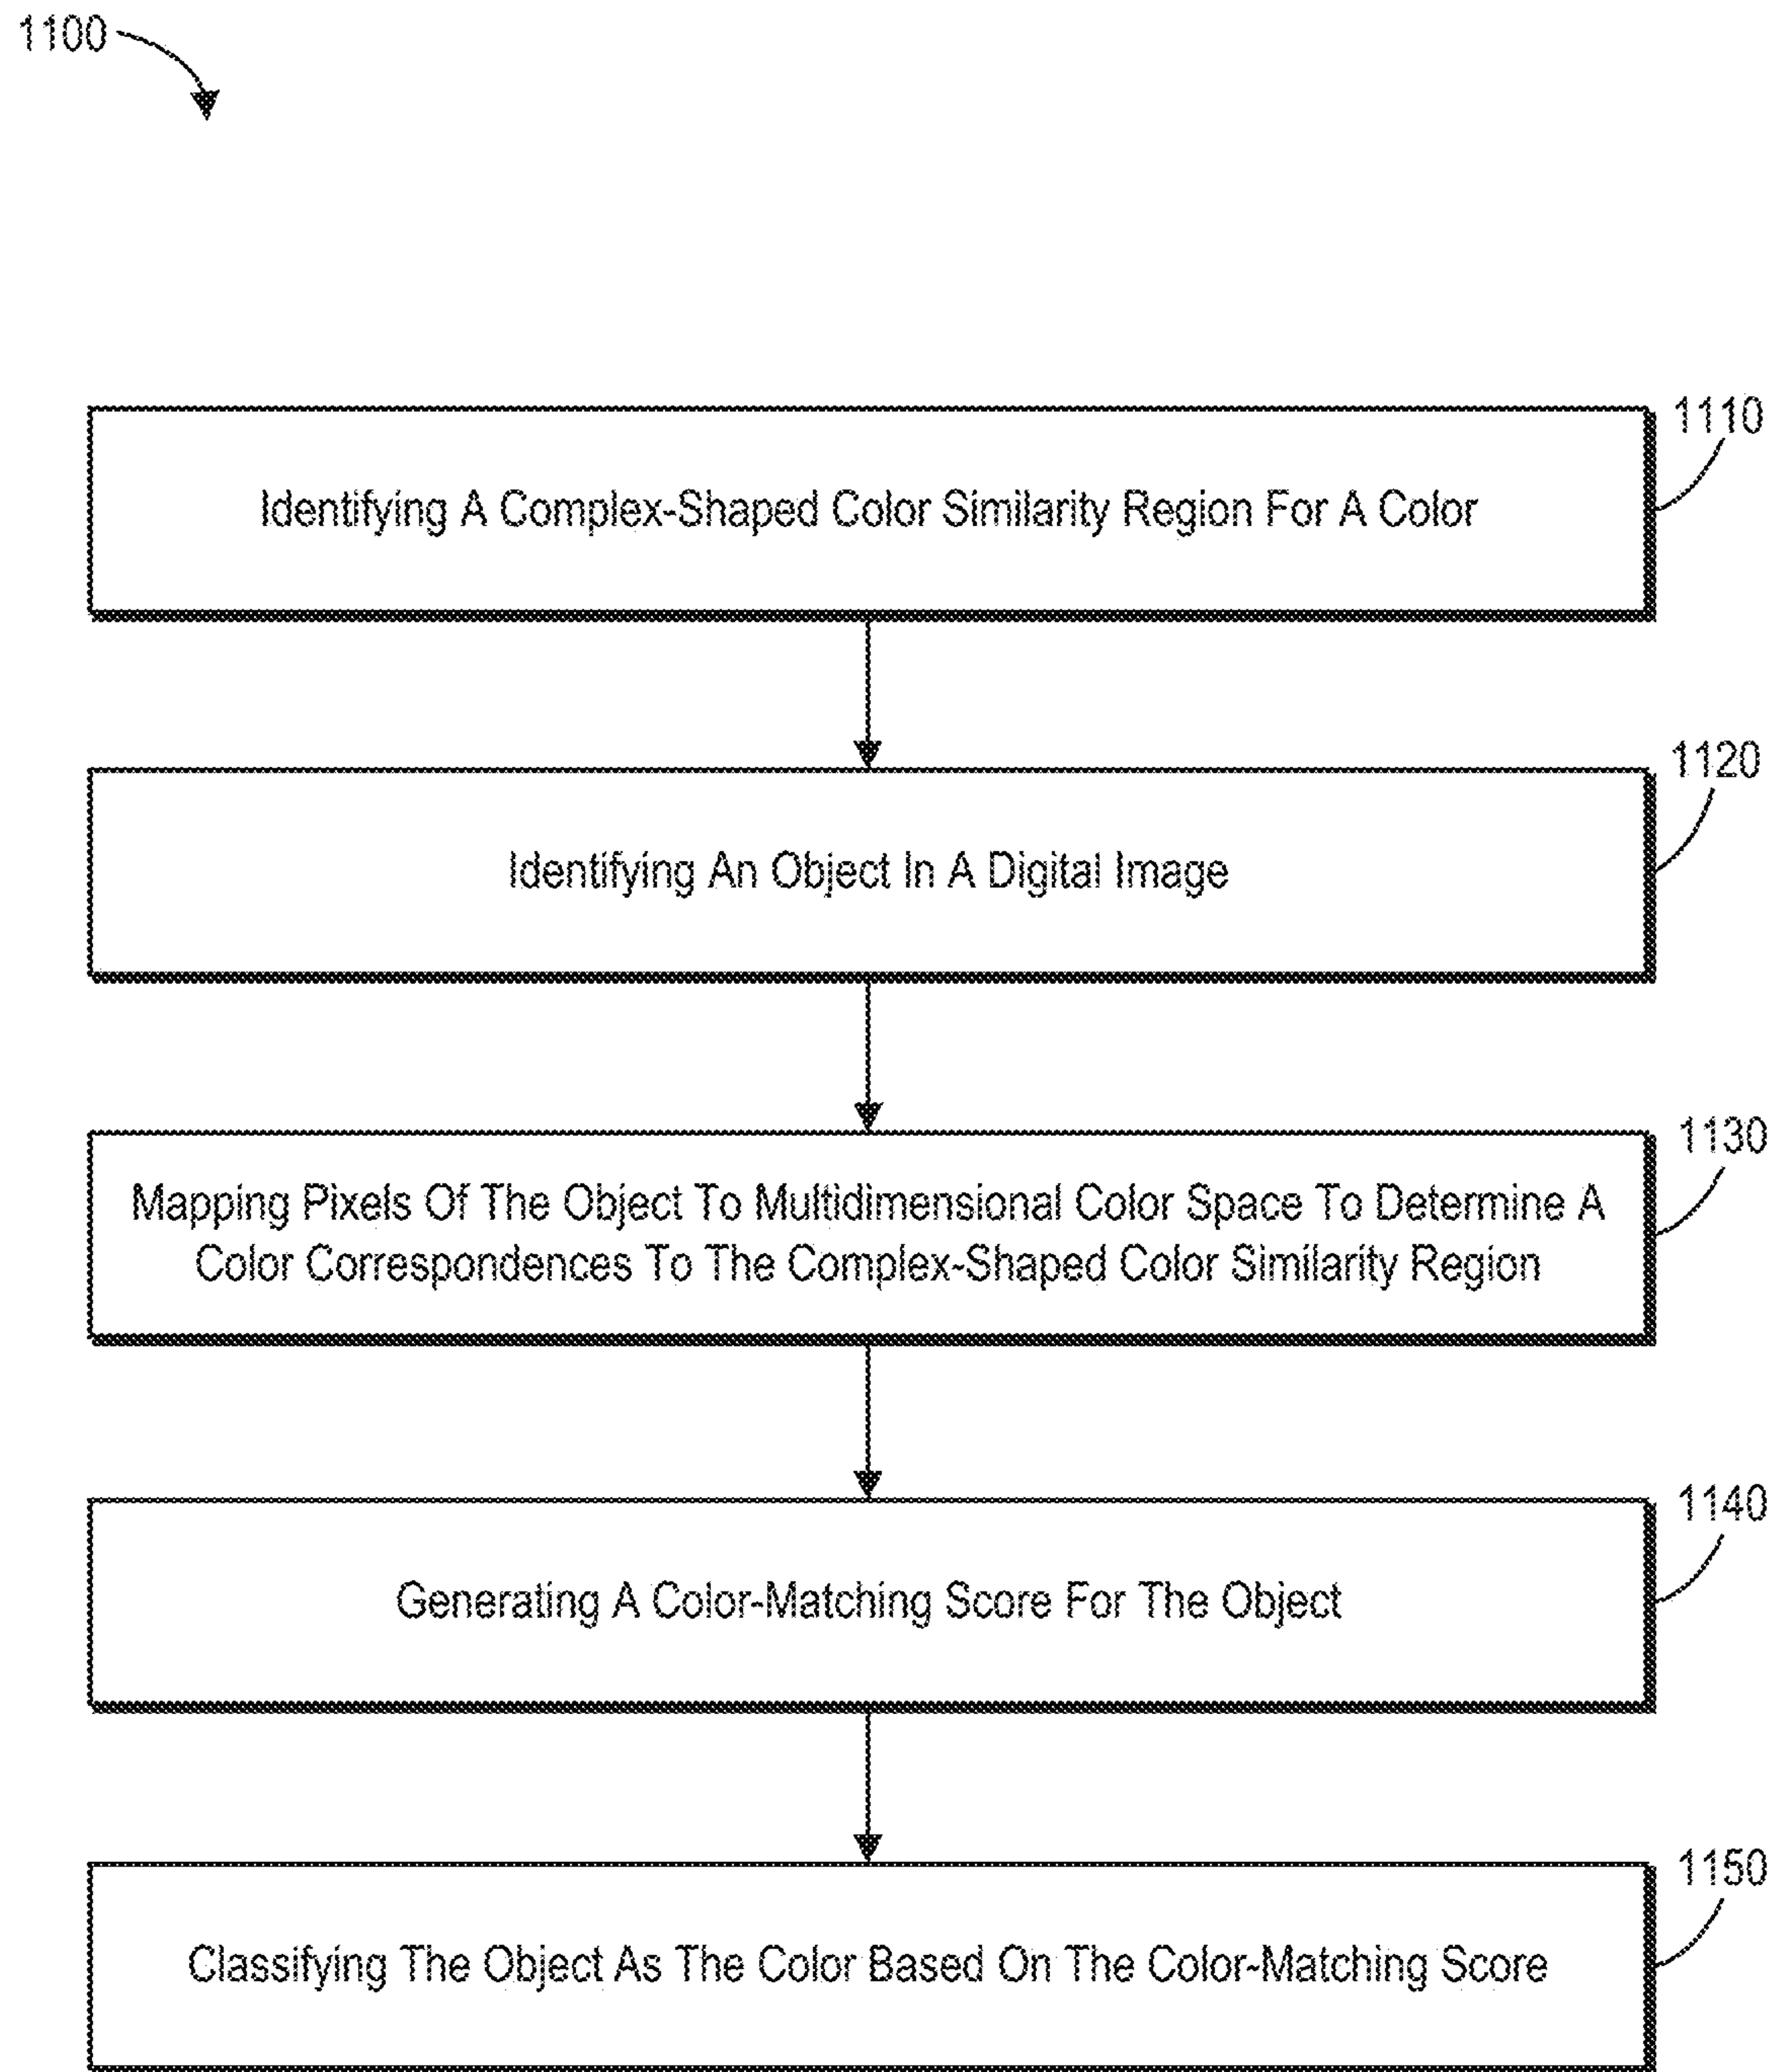 1100
1110
Identifying A Complex-Shaped Color Similarity Region For A Color
1120
Identifying An Object In A Digital Image
1130
Mapping Pixels Of The Object To Multidimensional Color Space To Determine A
Color Correspondences To The Complex-Shaped Color Similarity Region
1140
Generating A Color-Matching Score For The Object
1150
Classifying The Object As The Color Based On The Color-Matching Score